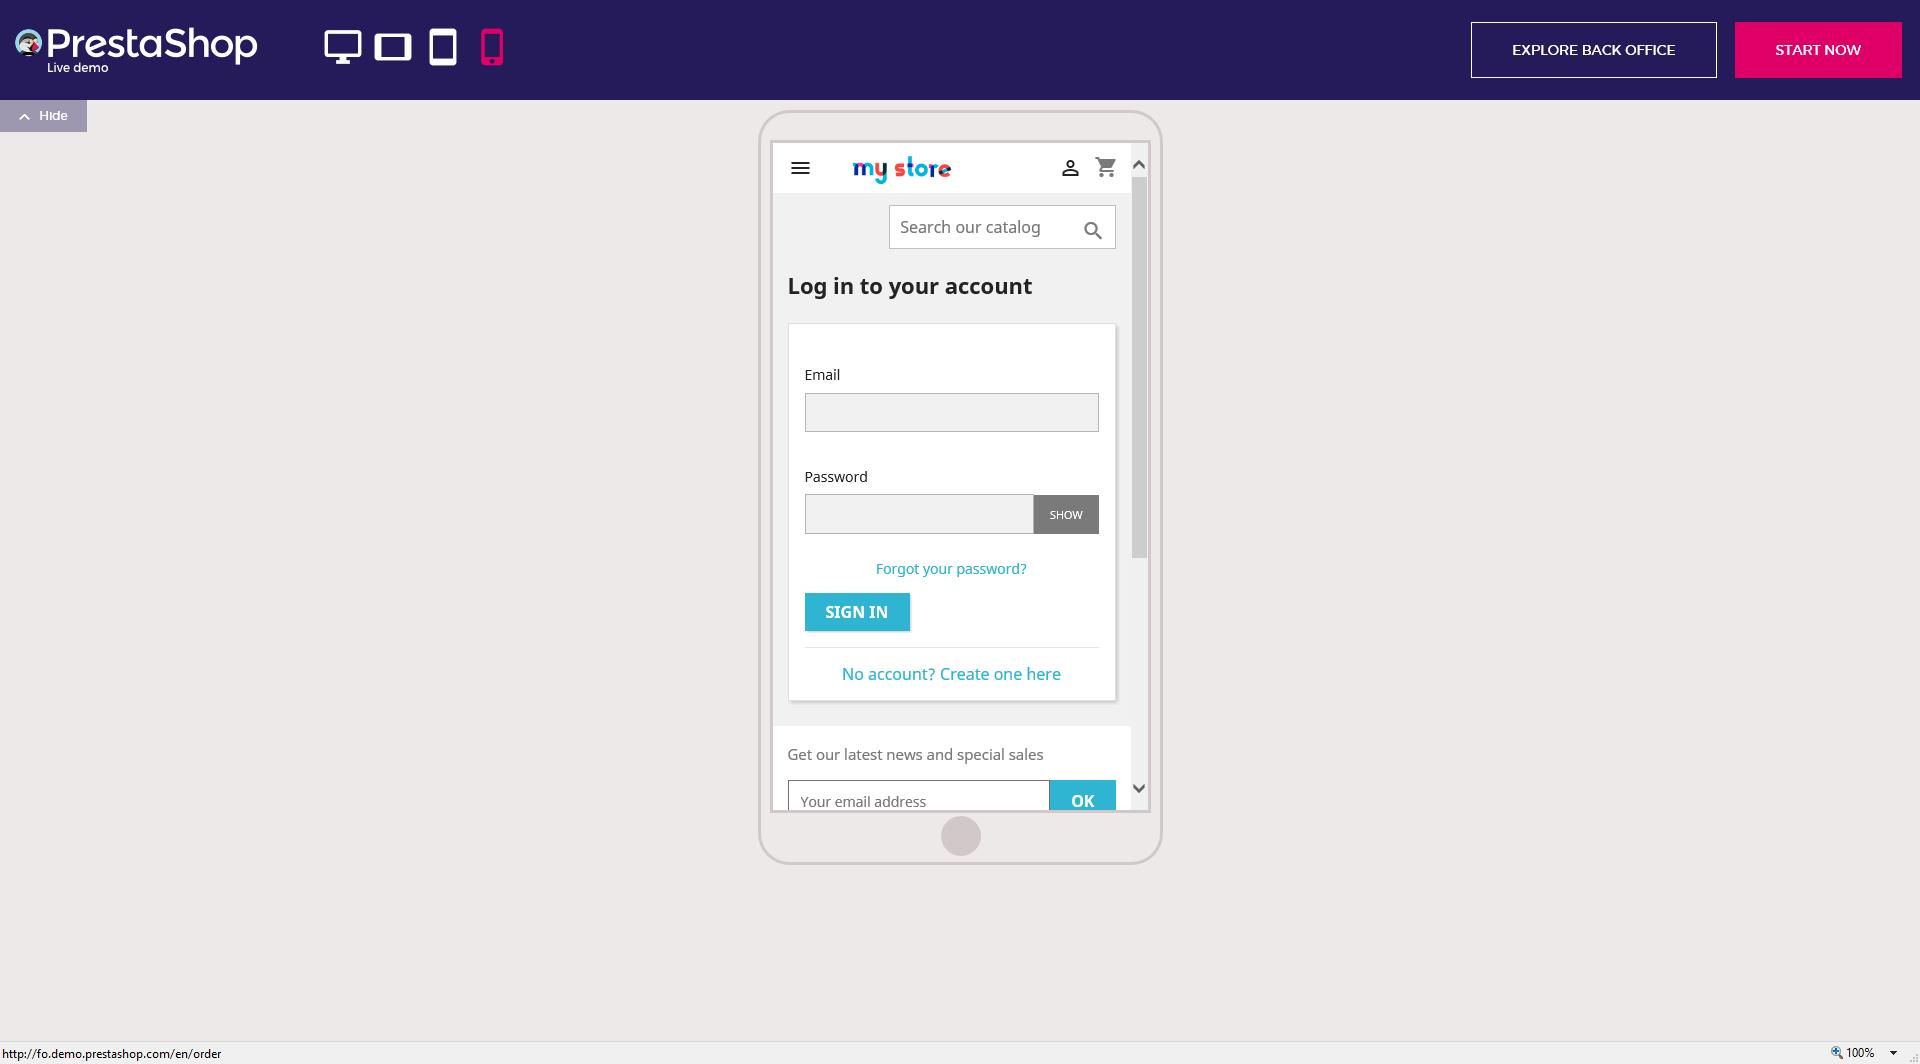 PrestaShop
Live demo
EXPLORE BACK OFFICE
START NOW
Hide
my store
Search our catalog
Log in to your account
Email
Password
SHOW
Forgot your password?
SIGN IN
No account? Create one here
Get our latest news and special sales
Your email address
OK
http://fo.demo.prestashop.com/en/order
100%